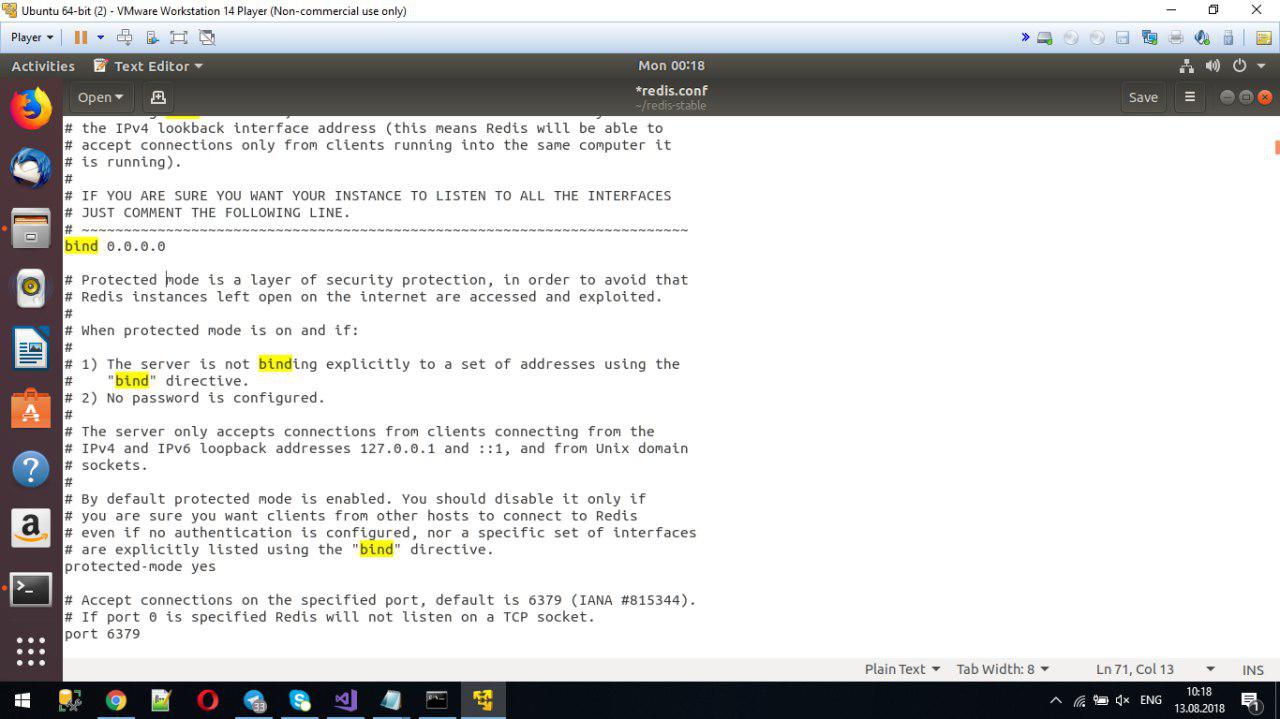 Ubuntu 64-bit (2) - VMware Workstation 14 Player (Non-commercial use only)
Player
Activities Text Editor Mon 00:18
Open *redis.conf Save
~/redis-stable
# the IPv4 lookback interface address (this means Redis will be able to
# accept connections only from clients running into the same computer it
# is running).
#
# IF YOU ARE SURE YOU WANT YOUR INSTANCE TO LISTEN TO ALL THE INTERFACES
# JUST COMMENT THE FOLLOWING LINE.
# ~~~~~~~~~~~~~~~~~~~~~~~~~~~~~~~~~~~~~~~~~~~~~~~~~~~~~~~~~~~~~~~~~~~~~~~~
bind 0.0.0.0
# Protected mode is a layer of security protection, in order to avoid that
# Redis instances left open on the internet are accessed and exploited.
#
# When protected mode is on and if:
#
# 1) The server is not binding explicitly to a set of addresses using the
#    "bind" directive.
# 2) No password is configured.
#
# The server only accepts connections from clients connecting from the
# IPv4 and IPv6 loopback addresses 127.0.0.1 and ::1, and from Unix domain
# sockets.
#
# By default protected mode is enabled. You should disable it only if
# you are sure you want clients from other hosts to connect to Redis
# even if no authentication is configured, nor a specific set of interfaces
# are explicitly listed using the "bind" directive.
protected-mode yes
# Accept connections on the specified port, default is 6379 (IANA #815344).
# If port 0 is specified Redis will not listen on a TCP socket.
port 6379
Plain Text Tab Width: 8 Ln 71, Col 13 INS
33
ENG 10:18
13.08.2018
1